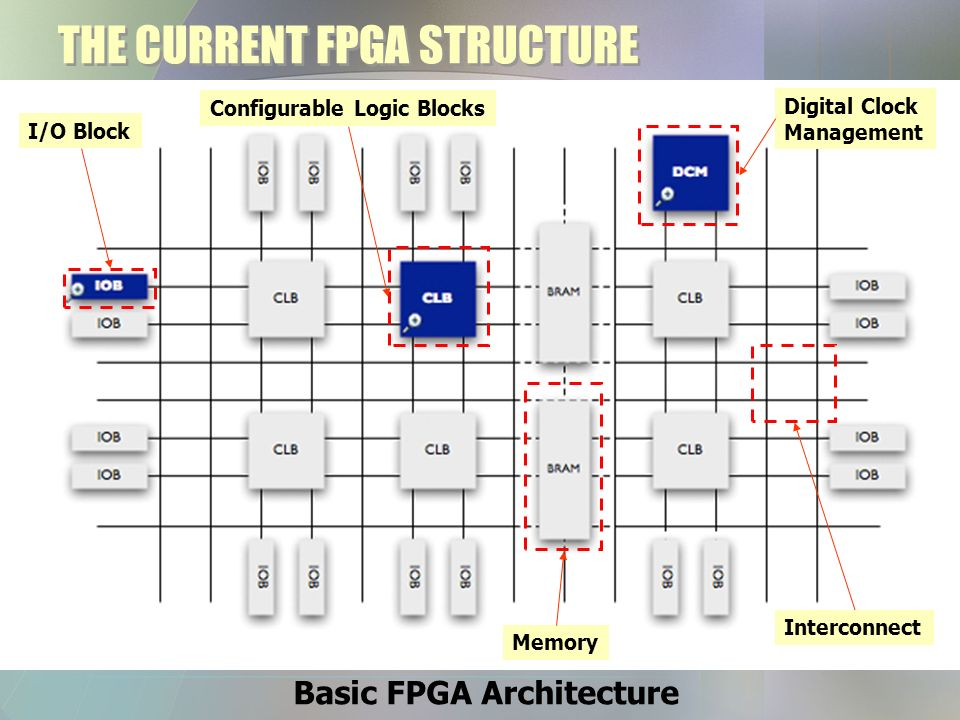 THE CURRENT FPGA STRUCTURE
Configurable Logic Blocks
Digital Clock
Management
I/O Block
IOB
IOB
IOB
IOB
DCM
IOB
CLB
CLB
BRAM
CLB
IOB
IOB
IOB
IOB
CLB
CLB
BRAM
CLB
IOB
IOB
IOB
IOB
IOB
IOB
IOB
IOB
IOB
Interconnect
Memory
Basic FPGA Architecture